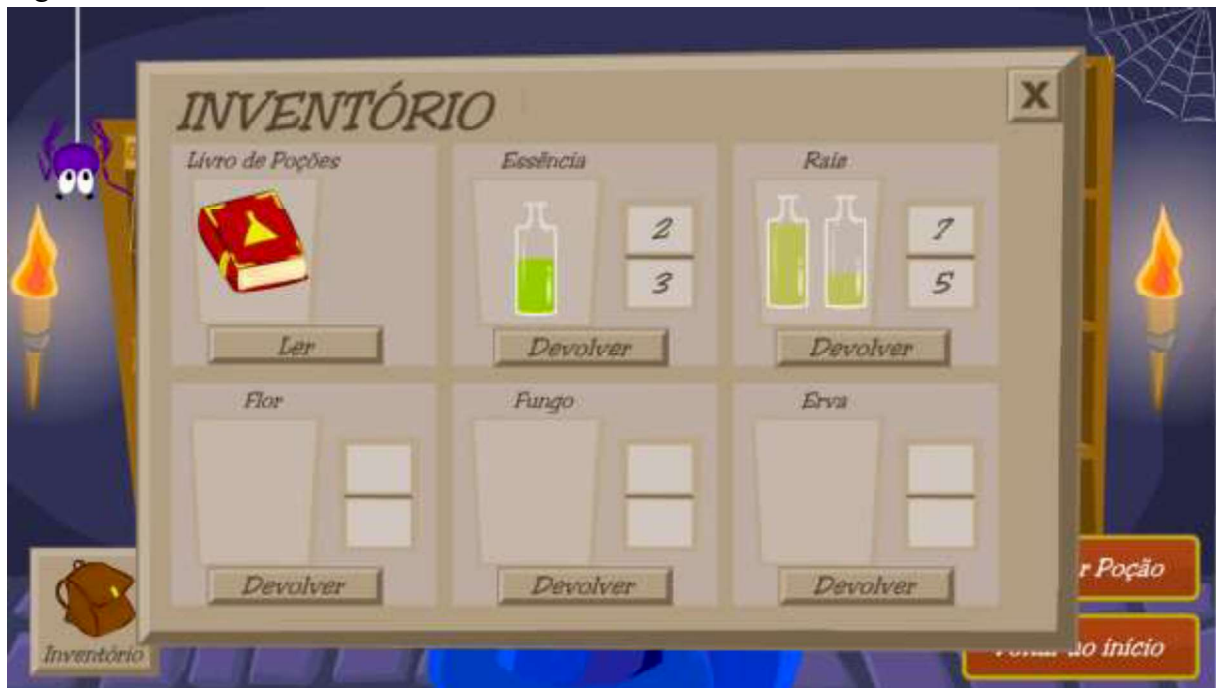 INVENTÓRIO
X
Livro de Poções
Ler
Essência
2
3
Devolver
Raiz
7
5
Devolver
Flor
Devolver
Fungo
Devolver
Erva
Devolver
Inventório
r Poção
ao início